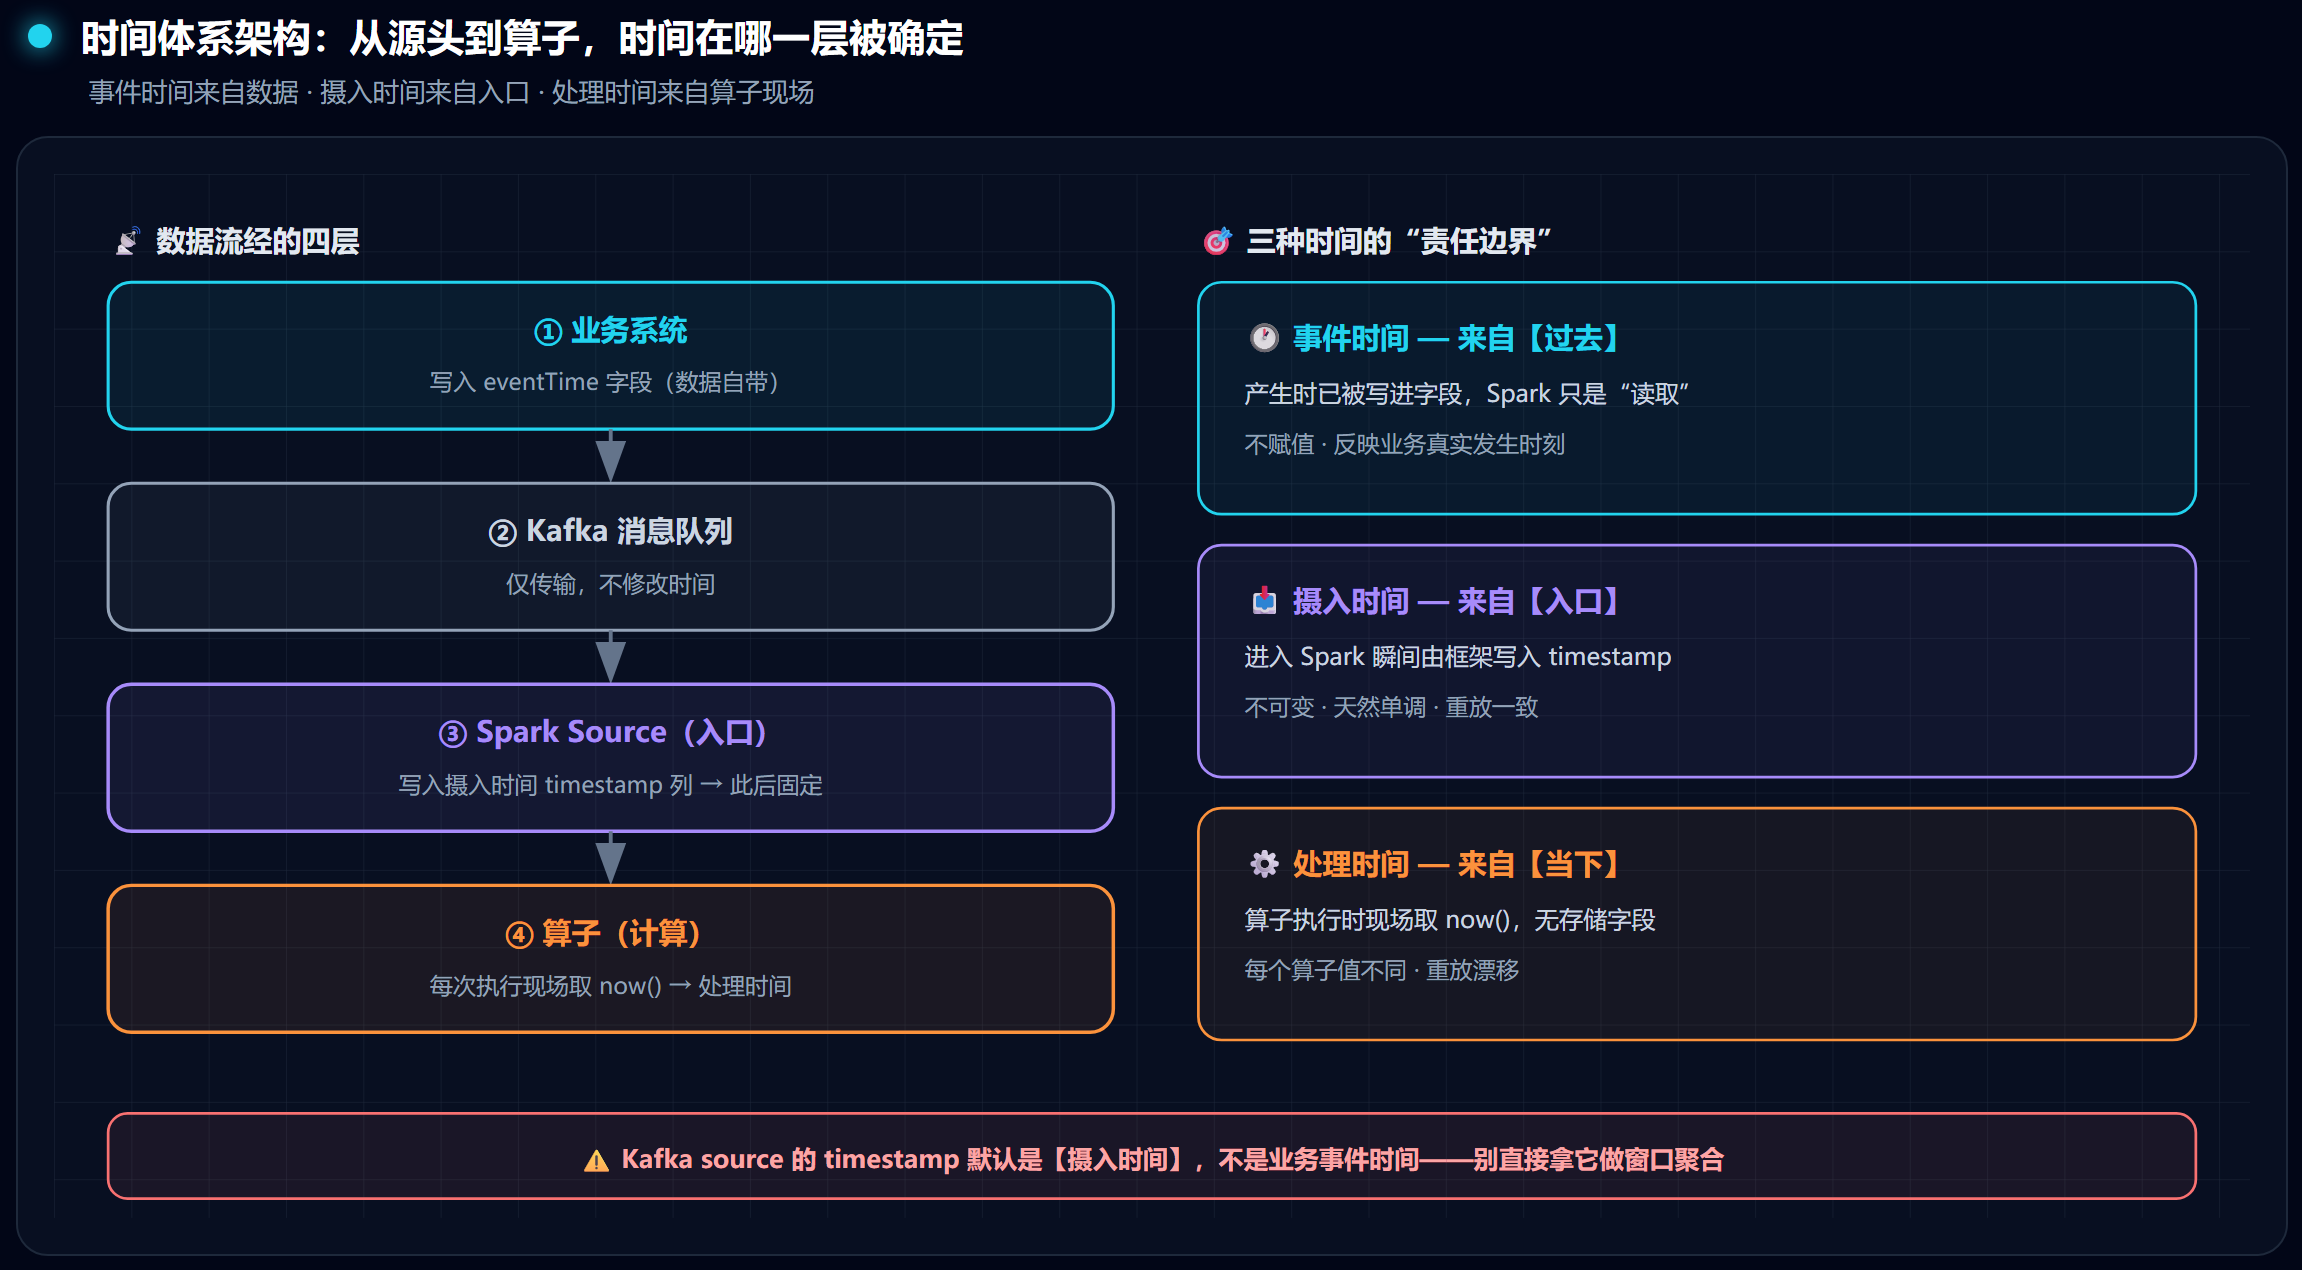 时间体系架构：从源头到算子，时间在哪一层被确定
事件时间来自数据 · 摄入时间来自入口 · 处理时间来自算子现场
数据流经的四层
① 业务系统
写入 eventTime 字段（数据自带）
② Kafka 消息队列
仅传输，不修改时间
③ Spark Source（入口）
写入摄入时间 timestamp 列 → 此后固定
④ 算子（计算）
每次执行现场取 now() → 处理时间
三种时间的“责任边界”
事件时间 — 来自【过去】
产生时已被写进字段，Spark 只是“读取”
不赋值 · 反映业务真实发生时刻
摄入时间 — 来自【入口】
进入 Spark 瞬间由框架写入 timestamp
不可变 · 天然单调 · 重放一致
处理时间 — 来自【当下】
算子执行时现场取 now()，无存储字段
每个算子值不同 · 重放漂移
Kafka source 的 timestamp 默认是【摄入时间】，不是业务事件时间——别直接拿它做窗口聚合